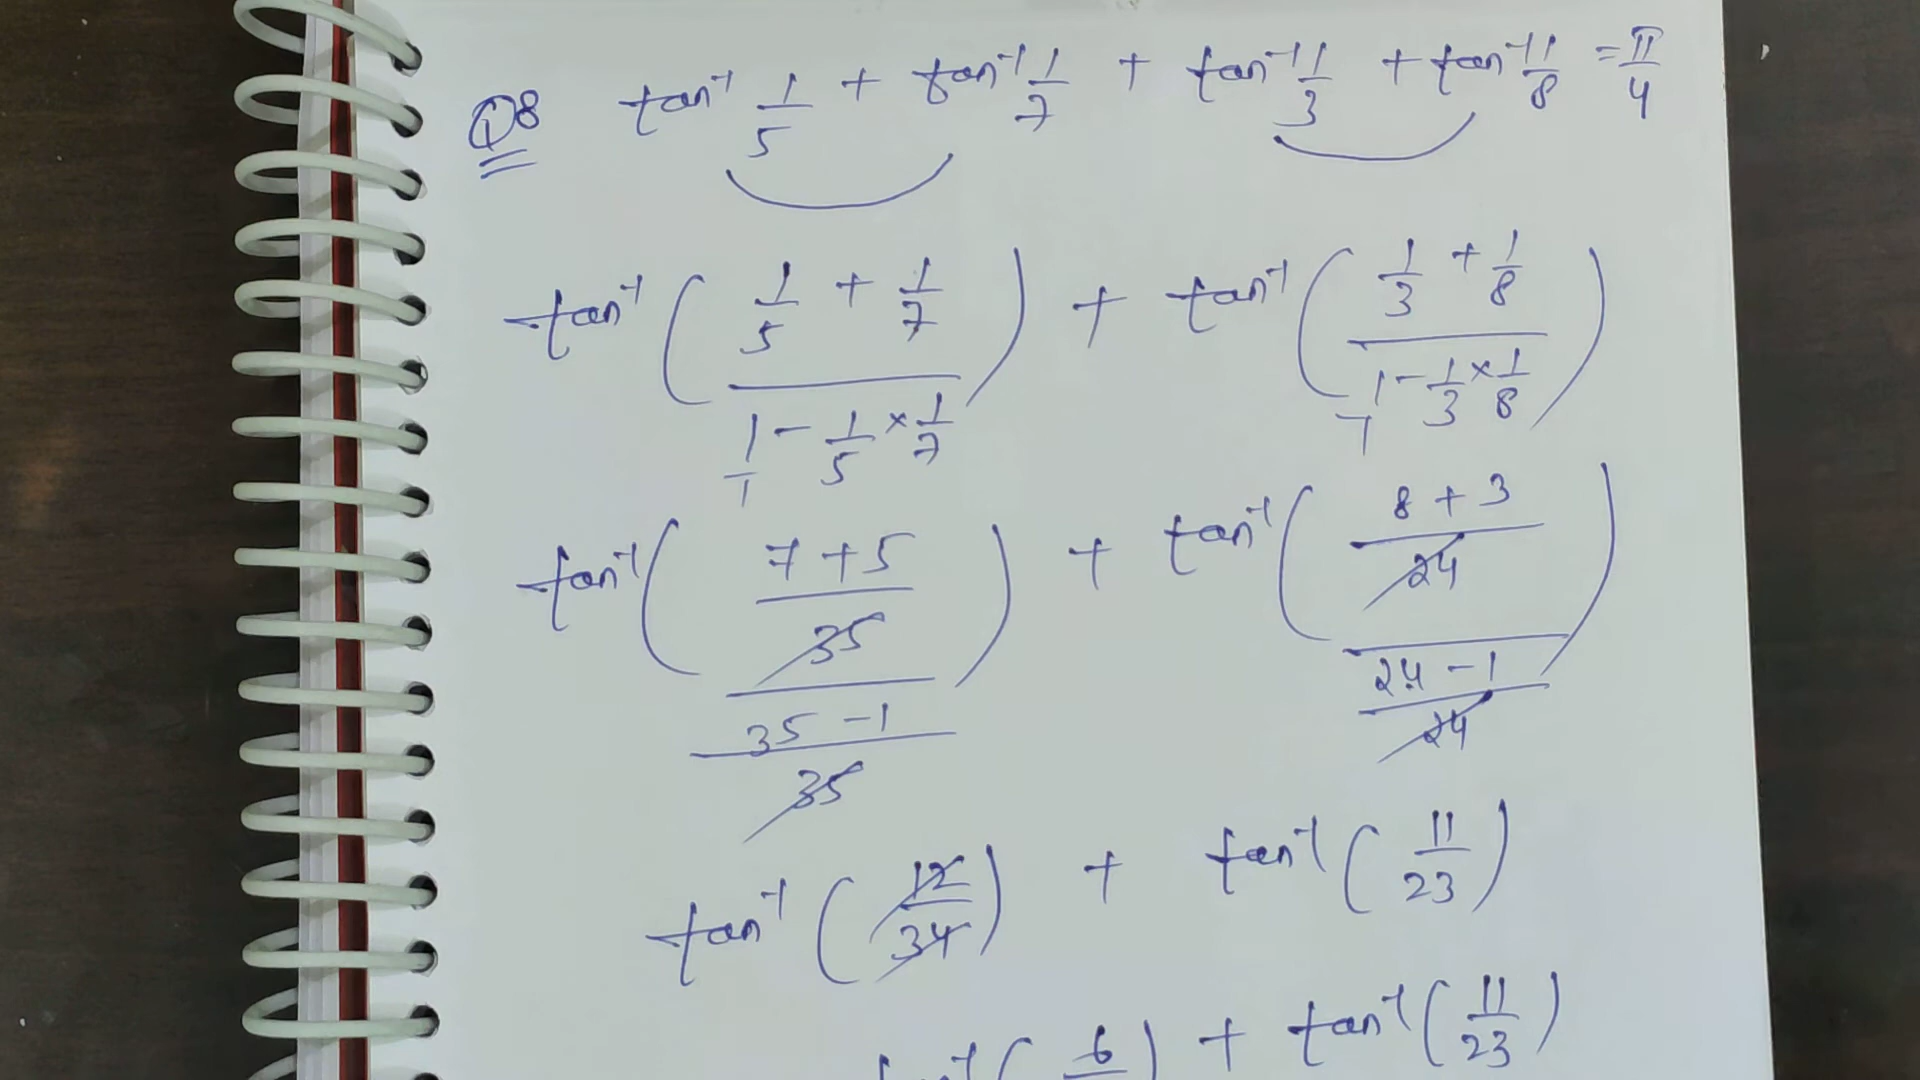 Q8 tan⁻¹ 1/5 + tan⁻¹ 1/7 + tan⁻¹ 1/3 + tan⁻¹ 1/8 = π/4
tan⁻¹ ( (1/5 + 1/7) / (1/1 - 1/5 × 1/7) ) + tan⁻¹ ( (1/3 + 1/8) / (1/1 - 1/3 × 1/8) )
tan⁻¹ ( ((7 + 5)/35) / ((35 - 1)/35) ) + tan⁻¹ ( ((8 + 3)/24) / ((24 - 1)/24) )
tan⁻¹ ( 12/34 ) + tan⁻¹ ( 11/23 )
( 6 ) + tan⁻¹ ( 11/23 )